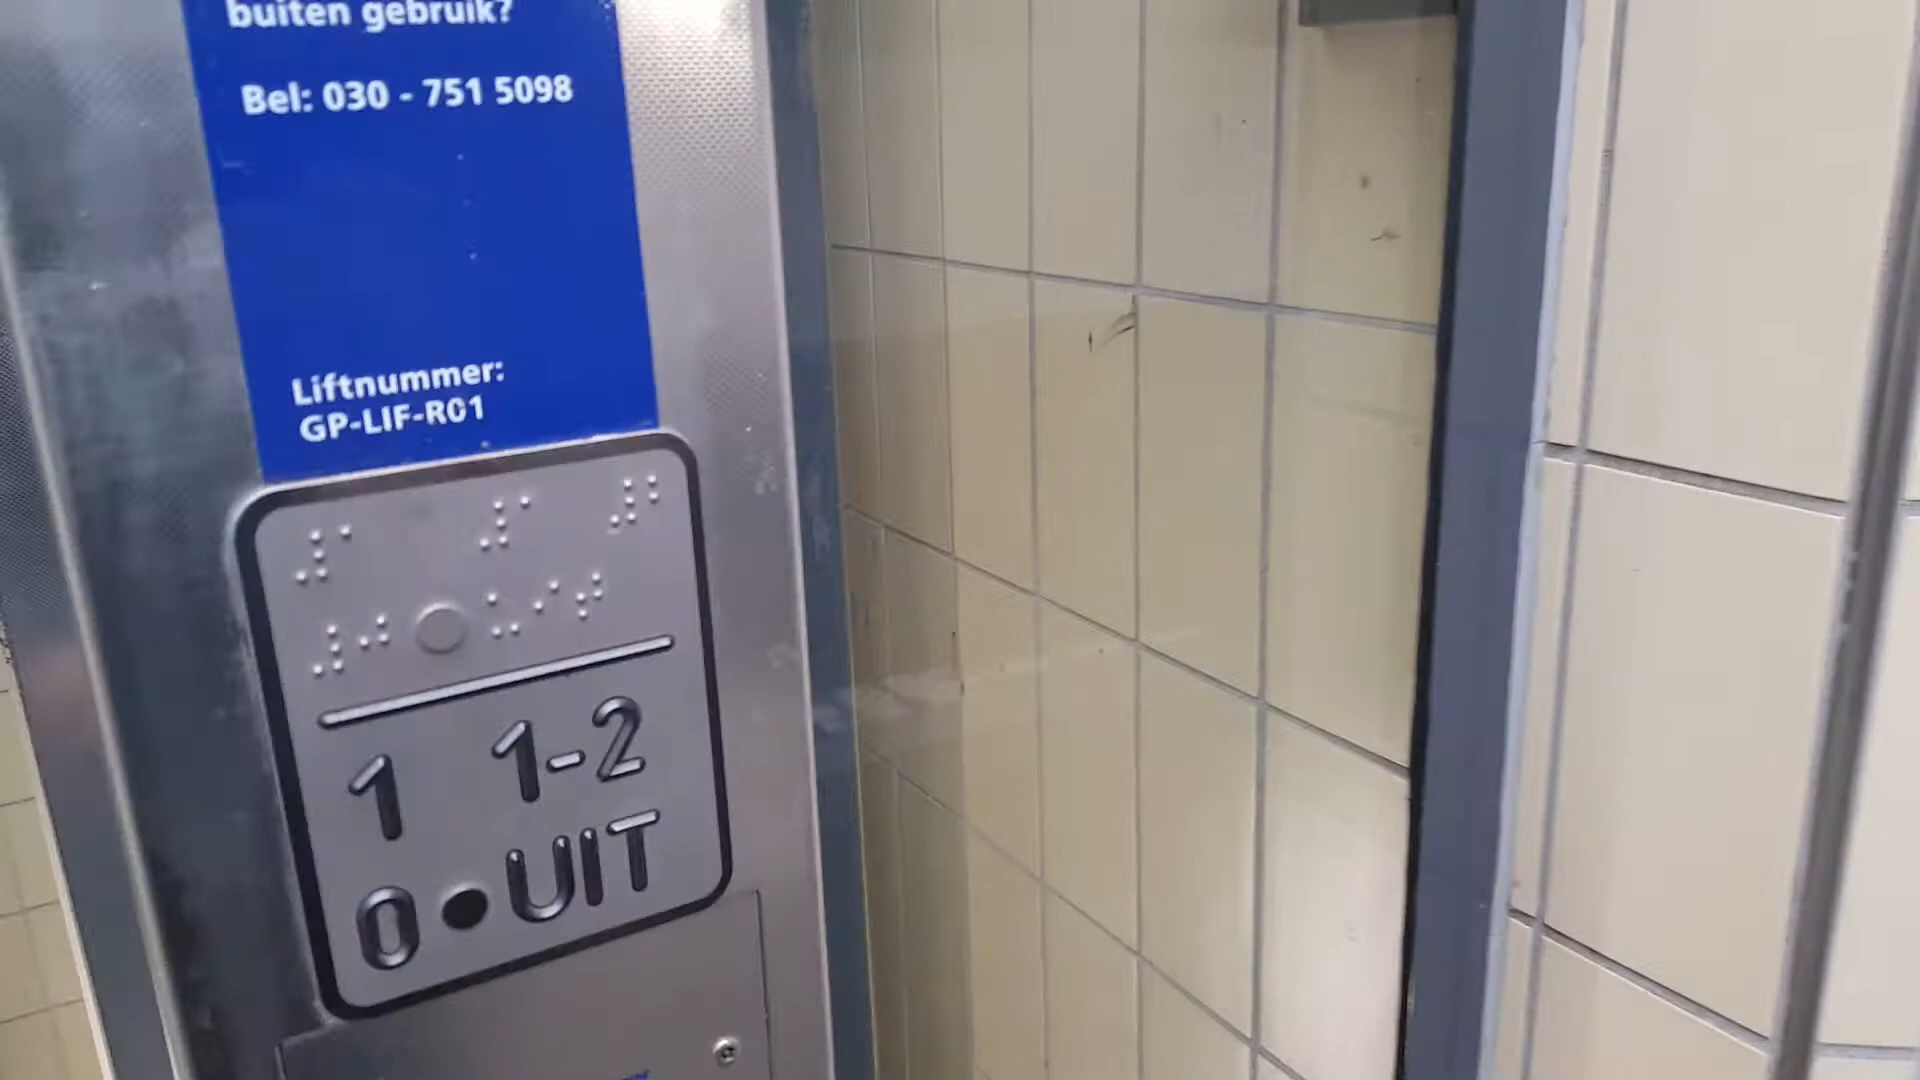 buiten gebruik?
Bel: 030 - 751 5098
Liftnummer:
GP-LIF-R01
1 1-2
0 UIT